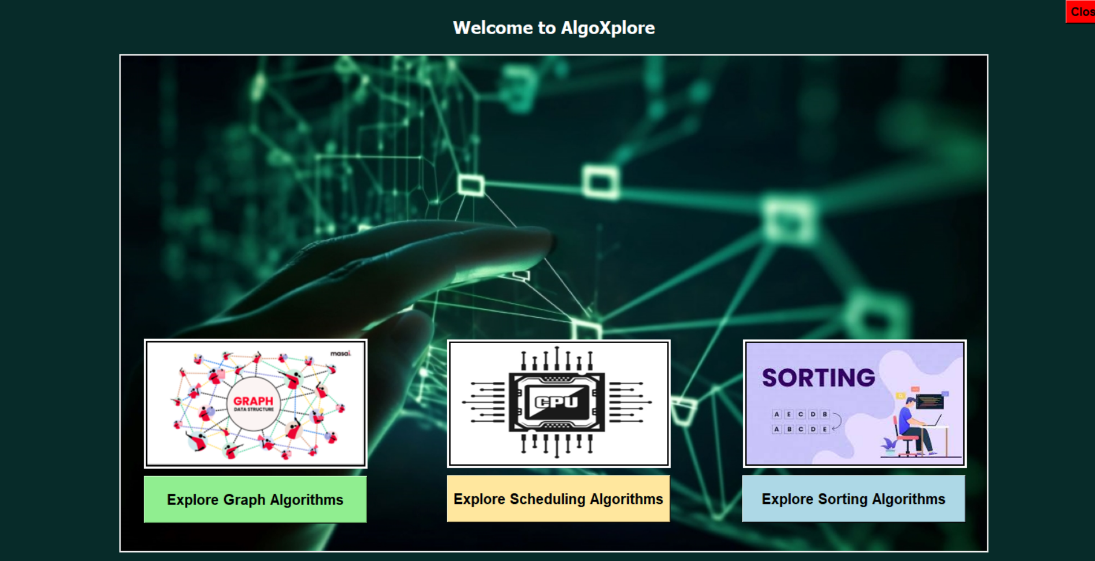 Clos
Welcome to AlgoXplore
masai.
GRAPH
DATA STRUCTURE
CPU
SORTING
A E C D B
A B C D E
Explore Graph Algorithms
Explore Scheduling Algorithms
Explore Sorting Algorithms